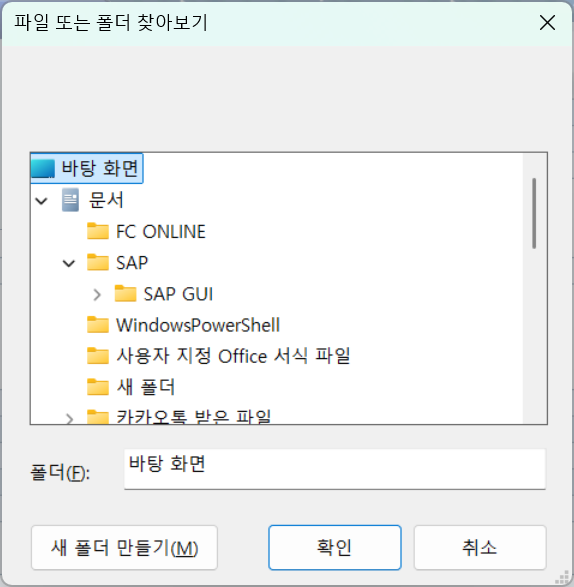 파일 또는 폴더 찾아보기
바탕 화면
문서
FC ONLINE
SAP
SAP GUI
WindowsPowerShell
사용자 지정 Office 서식 파일
새 폴더
카카오톡 받은 파일
폴더(F):
바탕 화면
새 폴더 만들기(M)
확인
취소